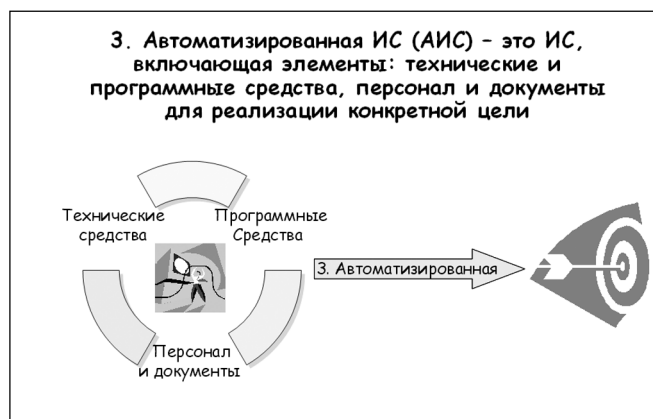 3. Автоматизированная ИС (АИС) – это ИС,
включающая элементы: технические и
программные средства, персонал и документы
для реализации конкретной цели
Технические
средства
Программные
Средства
3. Автоматизированная
Персонал
и документы